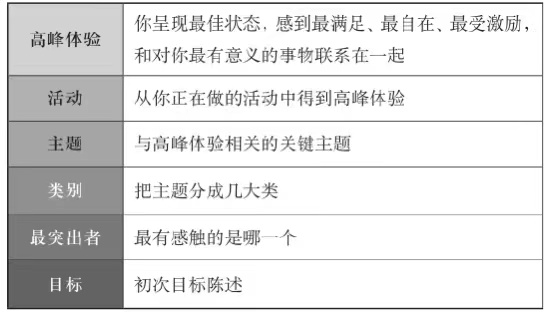 高峰体验
你呈现最佳状态，感到最满足、最自在、最受激励，
和对你最有意义的事物联系在一起
活动
从你正在做的活动中得到高峰体验
主题
与高峰体验相关的关键主题
类别
把主题分成几大类
最突出者
最有感触的是哪一个
目标
初次目标陈述